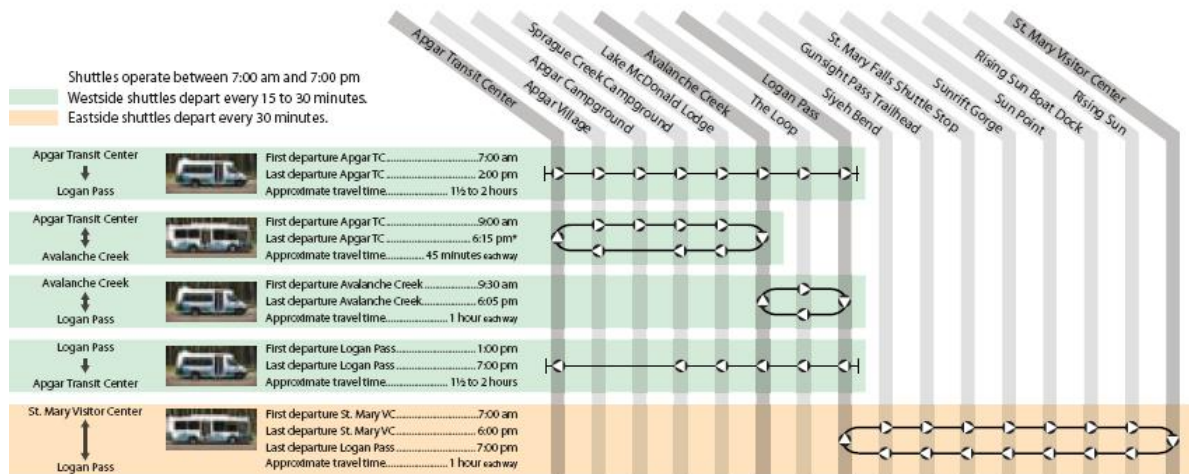 Shuttles operate between 7:00 am and 7:00 pm
Westside shuttles depart every 15 to 30 minutes.
Eastside shuttles depart every 30 minutes.
Apgar Transit Center
Apgar Village
Apgar Campground
Sprague Creek Campground
Lake McDonald Lodge
Avalanche Creek
The Loop
Logan Pass
Siyeh Bend
Gunsight Pass Trailhead
St. Mary Falls Shuttle Stop
Sunrift Gorge
Sun Point
Rising Sun Boat Dock
Rising Sun
St. Mary Visitor Center
Apgar Transit Center
Logan Pass
First departure Apgar TC 7:00 am
Last departure Apgar TC 2:00 pm
Approximate travel time 1½ to 2 hours
Apgar Transit Center
Avalanche Creek
First departure Apgar TC 9:00 am
Last departure Apgar TC 6:15 pm*
Approximate travel time 45 minutes each way
Avalanche Creek
Logan Pass
First departure Avalanche Creek 9:30 am
Last departure Avalanche Creek 6:05 pm
Approximate travel time 1 hour each way
Logan Pass
Apgar Transit Center
First departure Logan Pass 1:00 pm
Last departure Logan Pass 7:00 pm
Approximate travel time 1½ to 2 hours
St. Mary Visitor Center
Logan Pass
First departure St. Mary VC 7:00 am
Last departure St. Mary VC 6:00 pm
Last departure Logan Pass 7:00 pm
Approximate travel time 1 hour each way